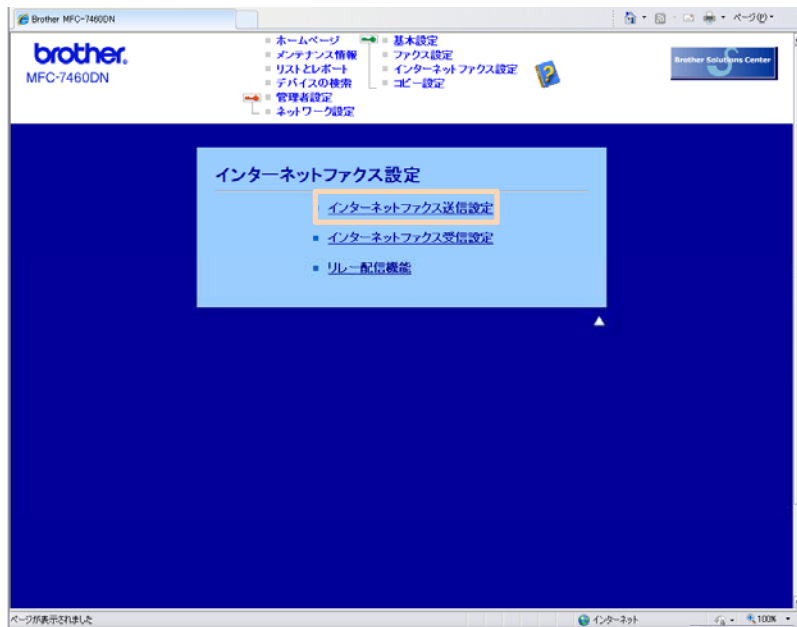 Brother MFC-7460DN
ページ(P)
brother.
MFC-7460DN
ホームページ
メンテナンス情報
リストとレポート
デバイスの検索
管理者設定
ネットワーク設定
基本設定
ファクス設定
インターネットファクス設定
コピー設定
Brother Solutions Center
インターネットファクス設定
インターネットファクス送信設定
インターネットファクス受信設定
リレー配信機能
ページが表示されました
インターネット
100%